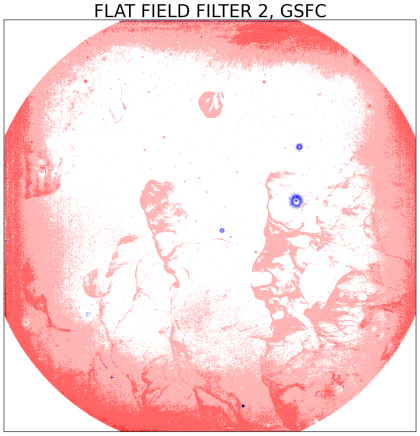 FLAT FIELD FILTER 2, GSFC